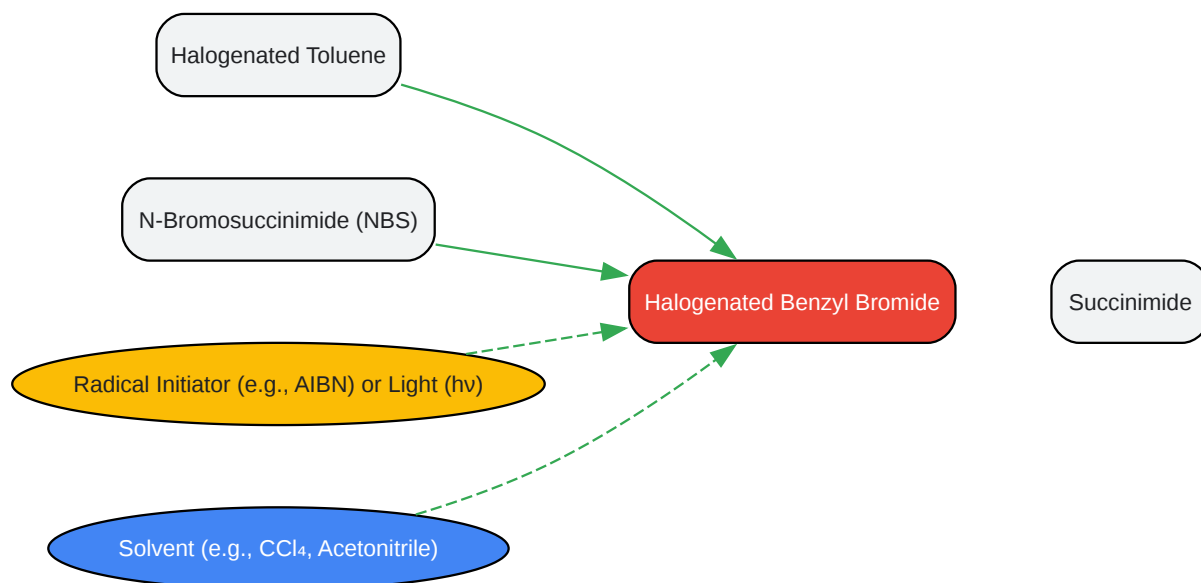 Halogenated Toluene
N-Bromosuccinimide (NBS)
Halogenated Benzyl Bromide
Succinimide
Radical Initiator (e.g., AIBN) or Light (hν)
Solvent (e.g., CCl₄, Acetonitrile)